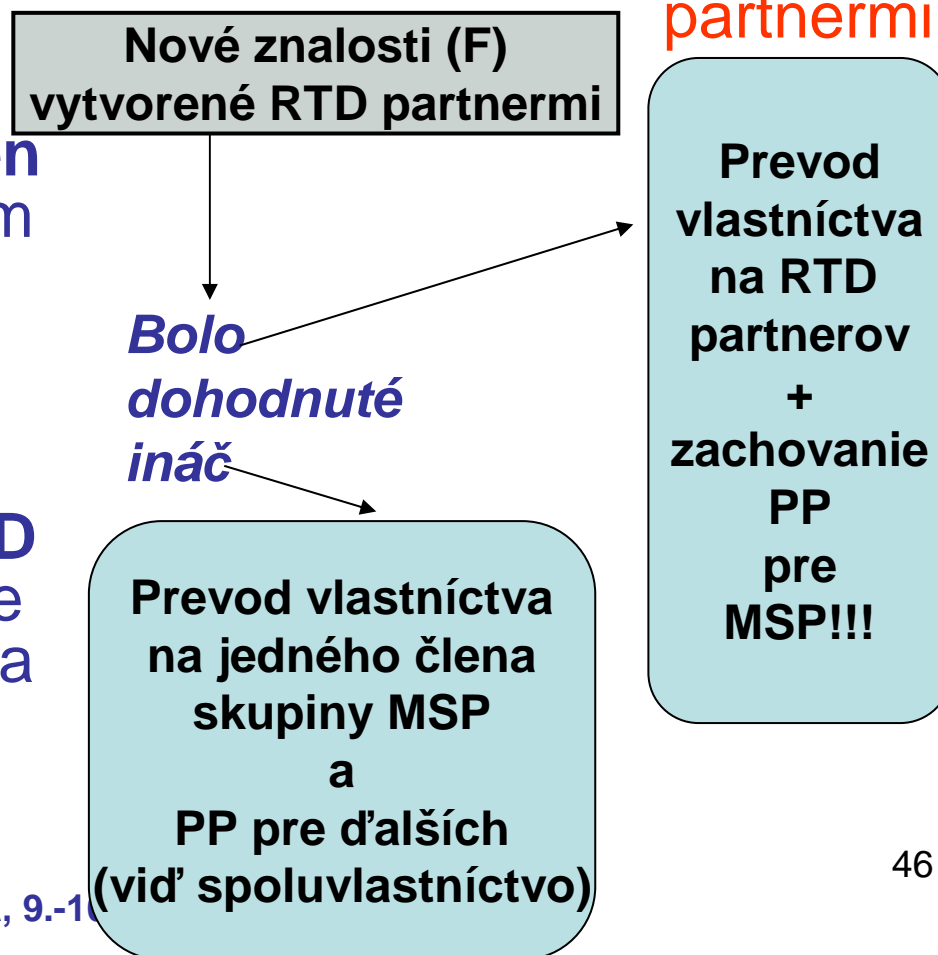 partnermi
Nové znalosti (F)
vytvorené RTD partnermi
Bolo
dohodnuté
ináč
Prevod
vlastníctva
na RTD
partnerov
+
zachovanie
PP
pre
MSP!!!
Prevod vlastníctva
na jedného člena
skupiny MSP
a
PP pre ďalších
(viď spoluvlastníctvo)
46